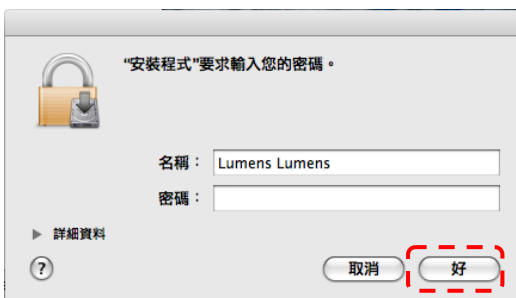 “安裝程式”要求輸入您的密碼。
名稱： Lumens Lumens
密碼：
▶ 詳細資料
? 取消 好